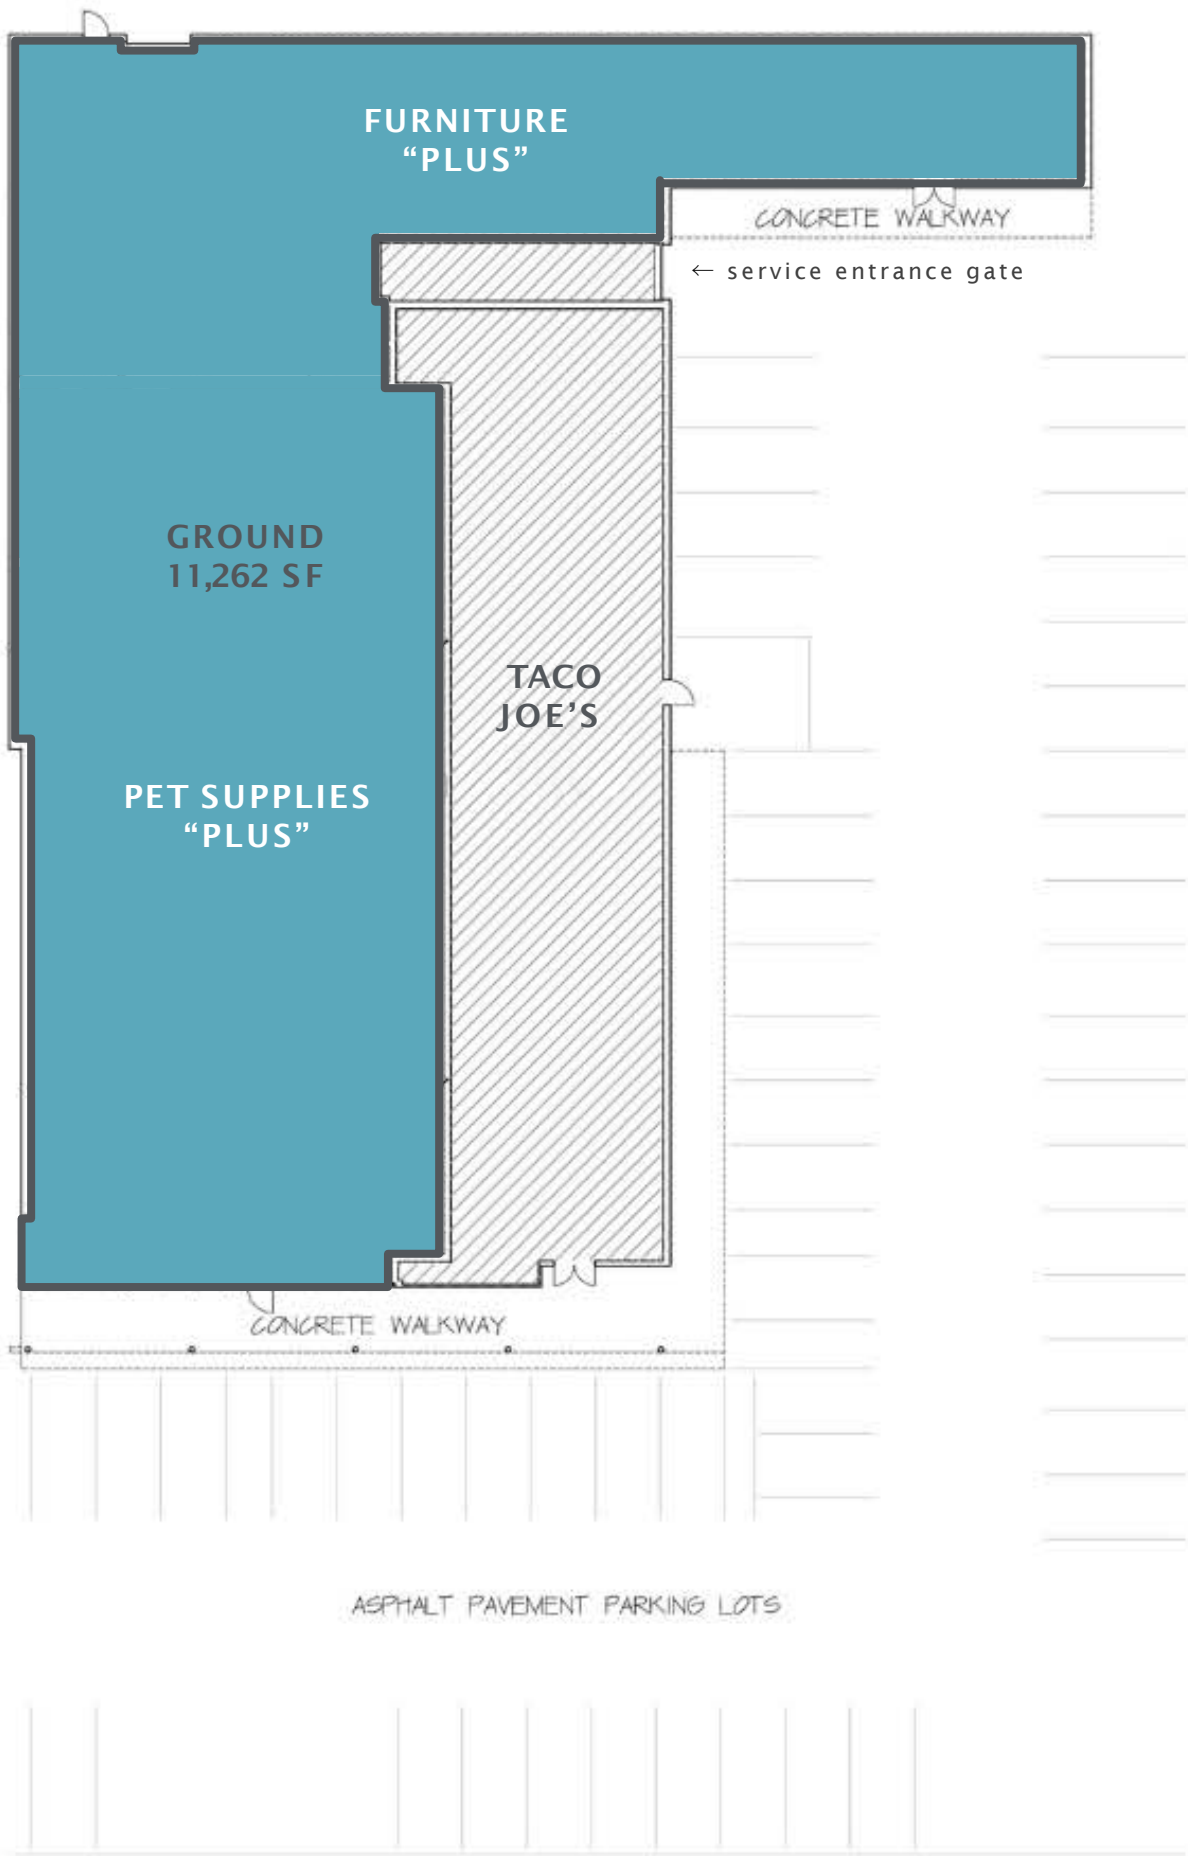 FURNITURE
“PLUS”
CONCRETE WALKWAY
← service entrance gate
GROUND
11,262 SF
TACO
JOE’S
PET SUPPLIES
“PLUS”
CONCRETE WALKWAY
ASPHALT PAVEMENT PARKING LOTS